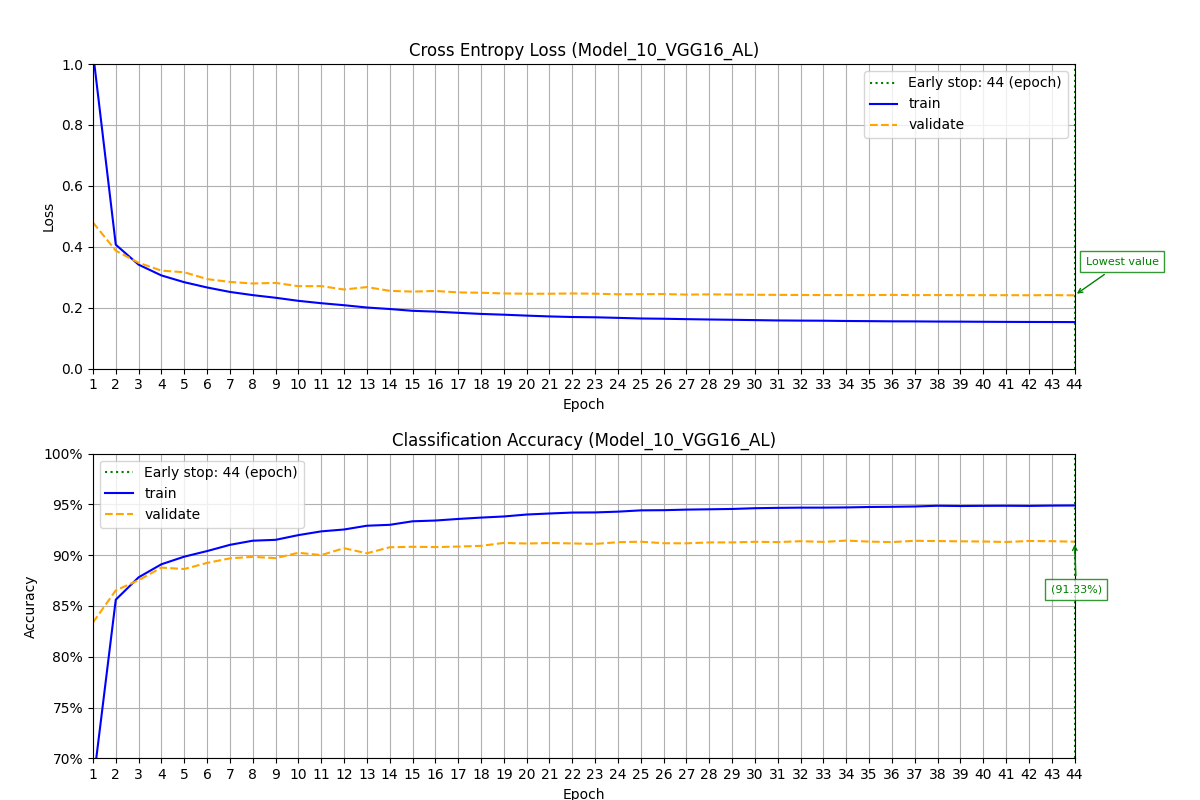 Cross Entropy Loss (Model_10_VGG16_AL)
1.0
0.8
0.6
0.4
0.2
0.0
Loss
Early stop: 44 (epoch)
train
validate
Lowest value
1 2 3 4 5 6 7 8 9 10 11 12 13 14 15 16 17 18 19 20 21 22 23 24 25 26 27 28 29 30 31 32 33 34 35 36 37 38 39 40 41 42 43 44
Epoch
Classification Accuracy (Model_10_VGG16_AL)
100%
95%
90%
85%
80%
75%
70%
Accuracy
Early stop: 44 (epoch)
train
validate
(91.33%)
1 2 3 4 5 6 7 8 9 10 11 12 13 14 15 16 17 18 19 20 21 22 23 24 25 26 27 28 29 30 31 32 33 34 35 36 37 38 39 40 41 42 43 44
Epoch